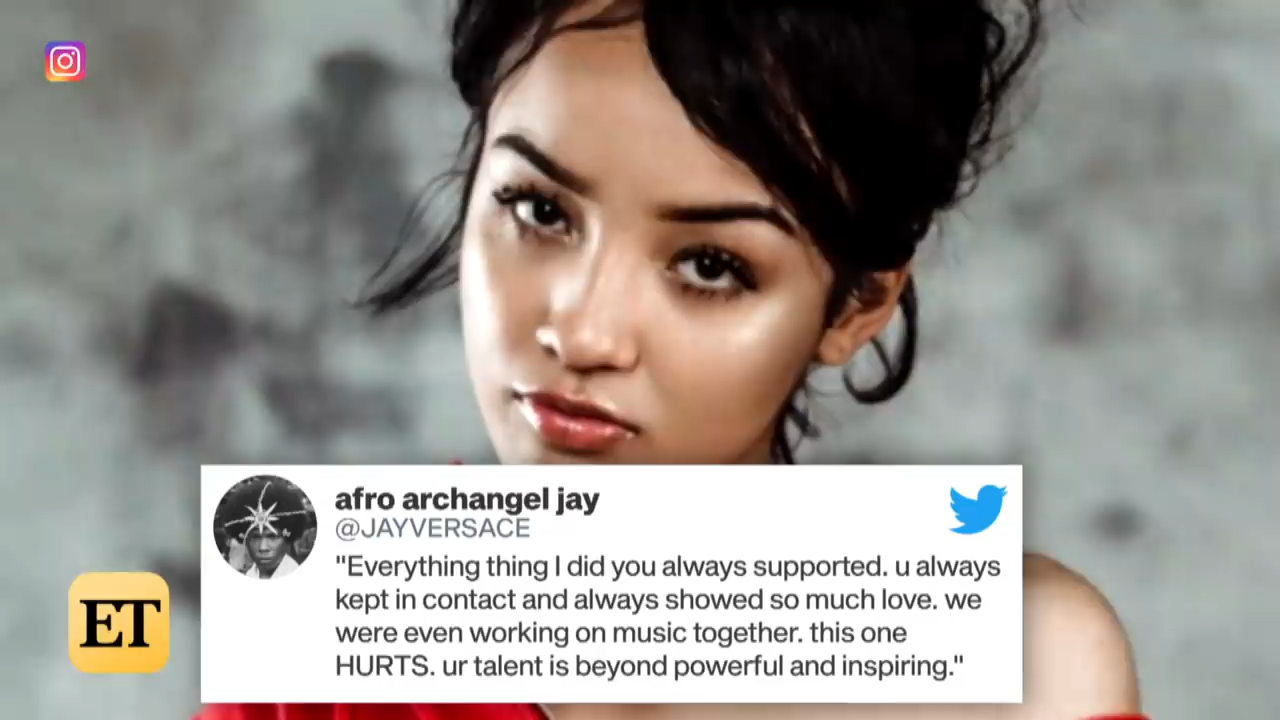 afro archangel jay
@JAYVERSACE
"Everything thing I did you always supported. u always
kept in contact and always showed so much love. we
were even working on music together. this one
HURTS. ur talent is beyond powerful and inspiring."
ET